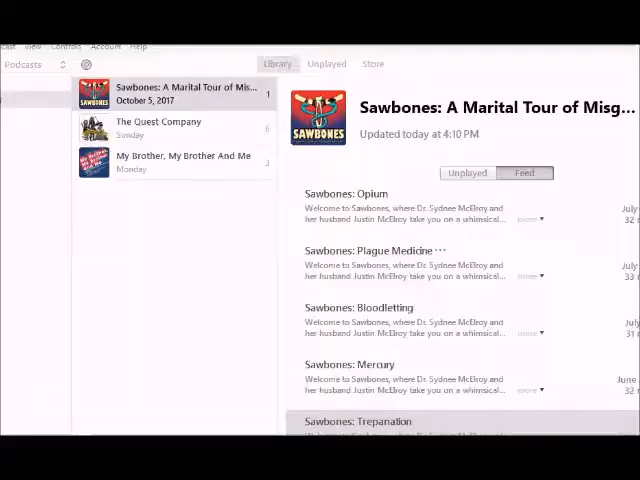 View Controls Account Help
Podcasts
Library Unplayed Store
Sawbones: A Marital Tour of Mis... 1
October 5, 2017
The Quest Company 6
Sunday
My Brother, My Brother And Me 3
Monday
SAWBONES
Sawbones: A Marital Tour of Misg...
Updated today at 4:10 PM
Unplayed Feed
Sawbones: Opium
Welcome to Sawbones, where Dr. Sydnee McElroy and July
her husband Justin McElroy take you on a whimsical... more 32
Sawbones: Plague Medicine
Welcome to Sawbones, where Dr. Sydnee McElroy and July
her husband Justin McElroy take you on a whimsical... more 33
Sawbones: Bloodletting
Welcome to Sawbones, where Dr. Sydnee McElroy and July
her husband Justin McElroy take you on a whimsical... more 31
Sawbones: Mercury
Welcome to Sawbones, where Dr. Sydnee McElroy and June
her husband Justin McElroy take you on a whimsical... more 32
Sawbones: Trepanation